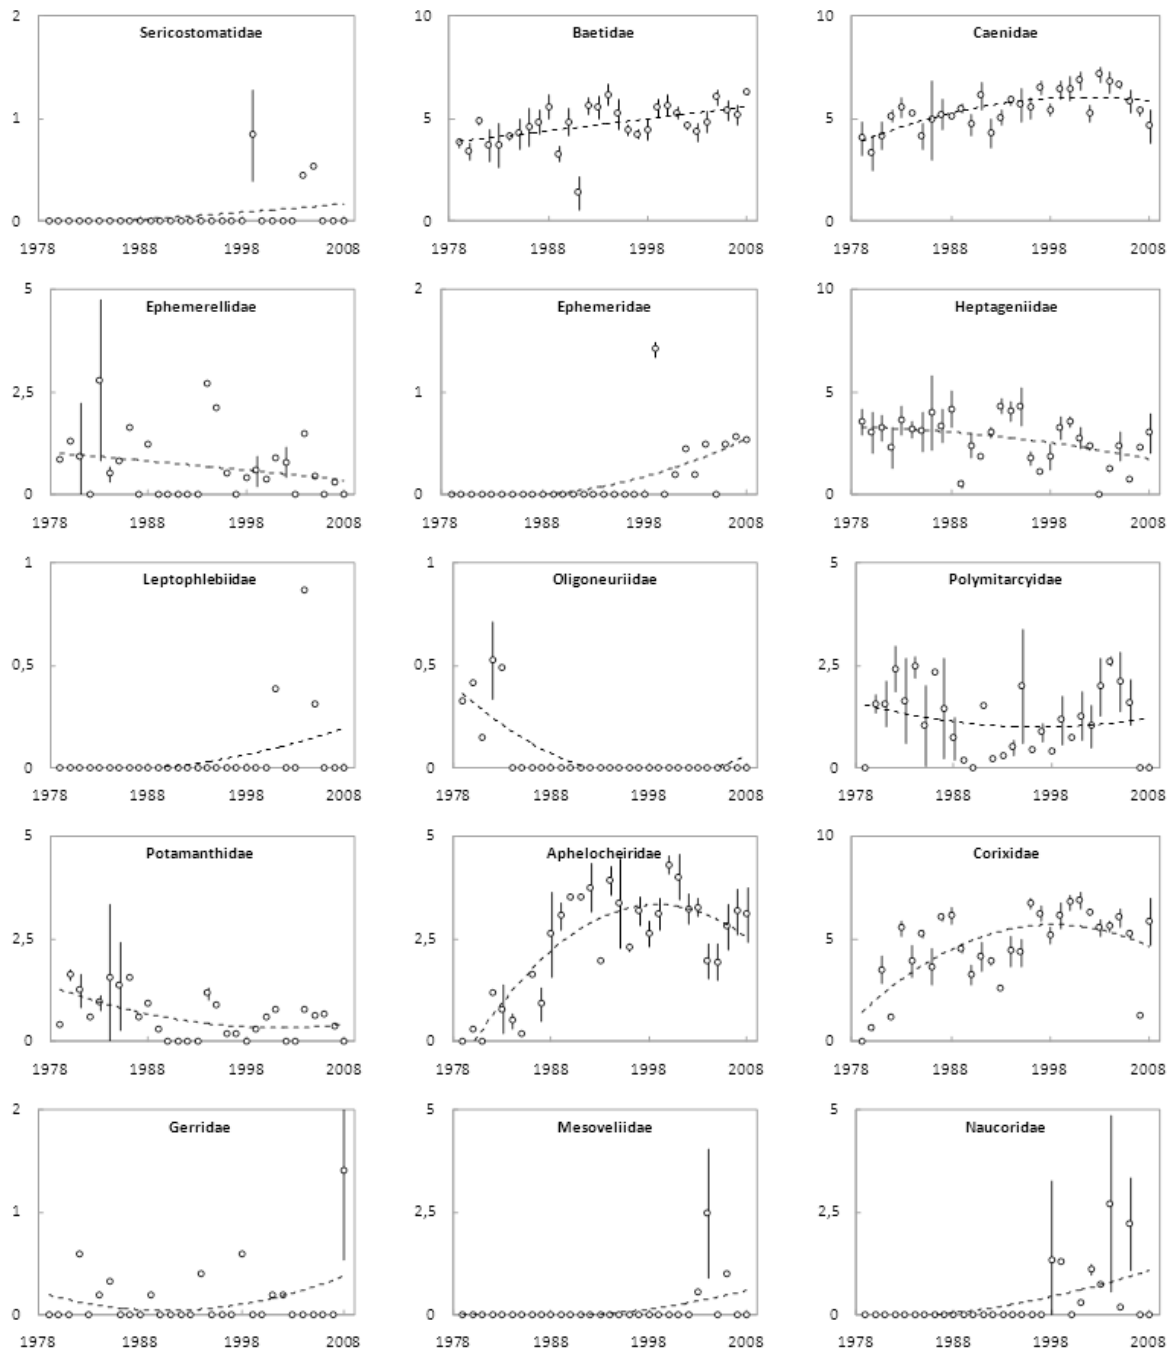 Sericostomatidae
2
1
0
1978 1988 1998 2008
Baetidae
10
5
0
1978 1988 1998 2008
Caenidae
10
5
0
1978 1988 1998 2008
Ephemerellidae
5
2,5
0
1978 1988 1998 2008
Ephemeridae
2
1
0
1978 1988 1998 2008
Heptageniidae
10
5
0
1978 1988 1998 2008
Leptophlebiidae
1
0,5
0
1978 1988 1998 2008
Oligoneuriidae
1
0,5
0
1978 1988 1998 2008
Polymitarcyidae
5
2,5
0
1978 1988 1998 2008
Potamanthidae
5
2,5
0
1978 1988 1998 2008
Aphelocheiridae
5
2,5
0
1978 1988 1998 2008
Corixidae
10
5
0
1978 1988 1998 2008
Gerridae
2
1
0
1978 1988 1998 2008
Mesoveliidae
5
2,5
0
1978 1988 1998 2008
Naucoridae
5
2,5
0
1978 1988 1998 2008